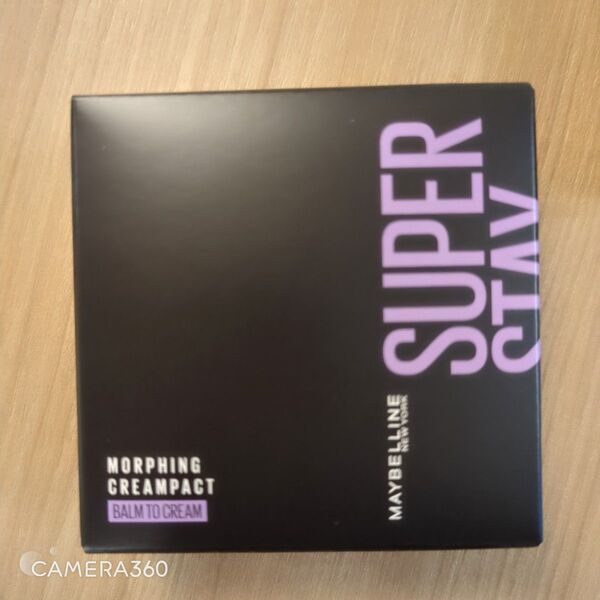 SUPER
STAY
MAYBELLINE
NEW YORK
MORPHING
CREAMPACT
BALM TO CREAM
CAMERA360